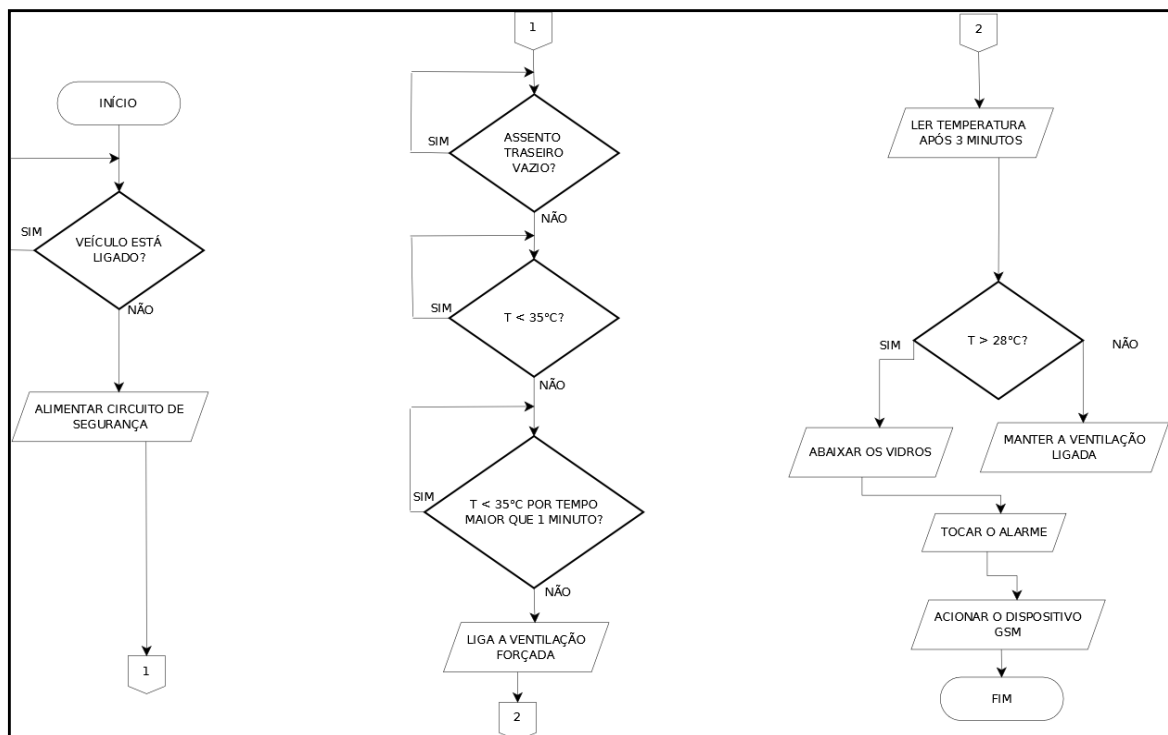 INÍCIO
SIM
VEÍCULO ESTÁ
LIGADO?
NÃO
ALIMENTAR CIRCUITO DE
SEGURANÇA
1
1
SIM
ASSENTO
TRASEIRO
VAZIO?
NÃO
SIM
T < 35°C?
NÃO
SIM
T < 35°C POR TEMPO
MAIOR QUE 1 MINUTO?
NÃO
LIGA A VENTILAÇÃO
FORÇADA
2
2
LER TEMPERATURA
APÓS 3 MINUTOS
SIM
T > 28°C?
NÃO
ABAIXAR OS VIDROS
MANTER A VENTILAÇÃO
LIGADA
TOCAR O ALARME
ACIONAR O DISPOSITIVO
GSM
FIM